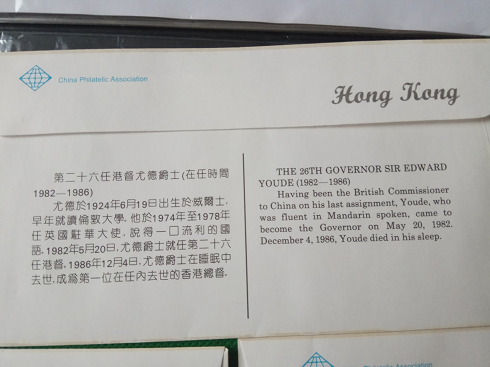 China Philatelic Association
Hong Kong
第二十六任港督尤德爵士(在任時間
1982—1986)
尤德於1924年6月19日出生於威爾士,
早年就讀倫敦大學。他於1974年至1978年
任英國駐華大使,說得一口流利的國
語。1982年5月20日,尤德爵士就任第二十六
任港督。1986年12月4日,尤德爵士在睡眠中
去世,成爲第一位在任內去世的香港總督。
THE 26TH GOVERNOR SIR EDWARD
YOUDE (1982—1986)
Having been the British Commissioner
to China on his last assignment, Youde, who
was fluent in Mandarin spoken, came to
become the Governor on May 20, 1982.
December 4, 1986, Youde died in his sleep.
Philatelic Association